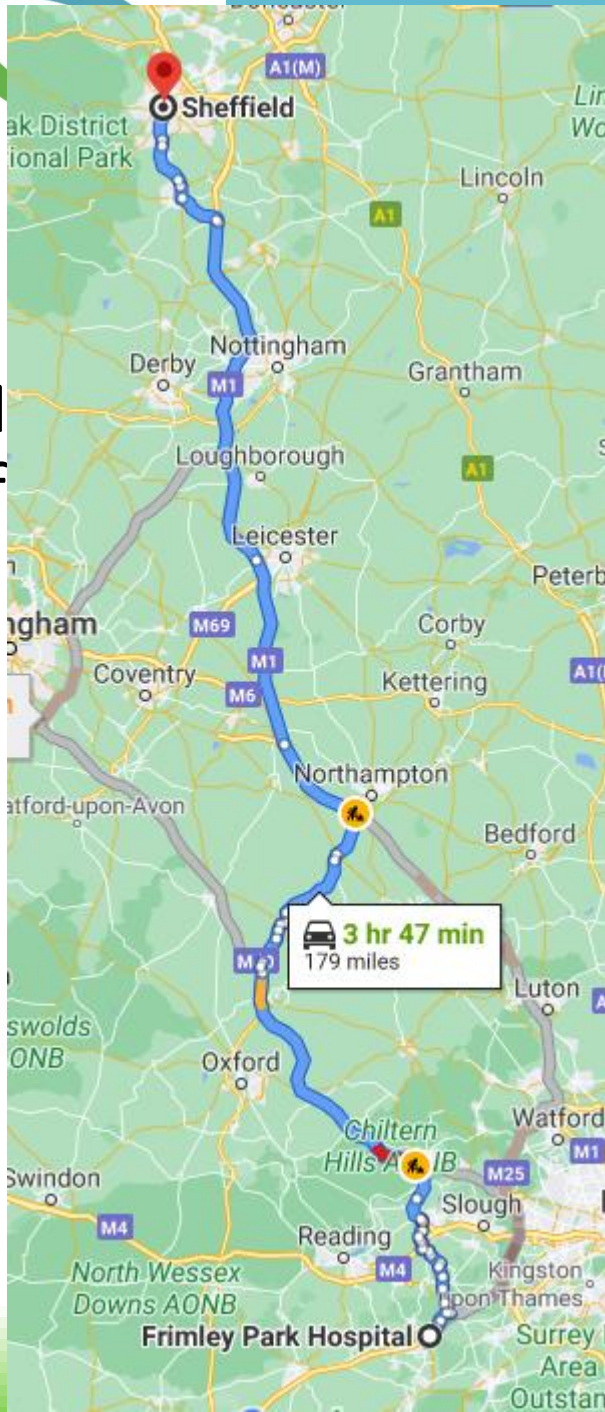 Doncaster
A1(M)
Sheffield
ak District
tional Park
Lin
Wo
Lincoln
A1
Nottingham
Derby
Grantham
M1
Loughborough
A1
Leicester
Peterb
ngham
M69
Corby
M1
A1(
Coventry
M6
Kettering
Northampton
atford-upon-Avon
Bedford
3 hr 47 min
179 miles
Luton
swolds
ONB
Oxford
Watford
Chiltern
Hills A
IB
M1
M25
Swindon
Slough
M4
Reading
M4
North Wessex
Downs AONB
Kingston
upon Thames
Frimley Park Hospital
Surrey
Area
Outstan